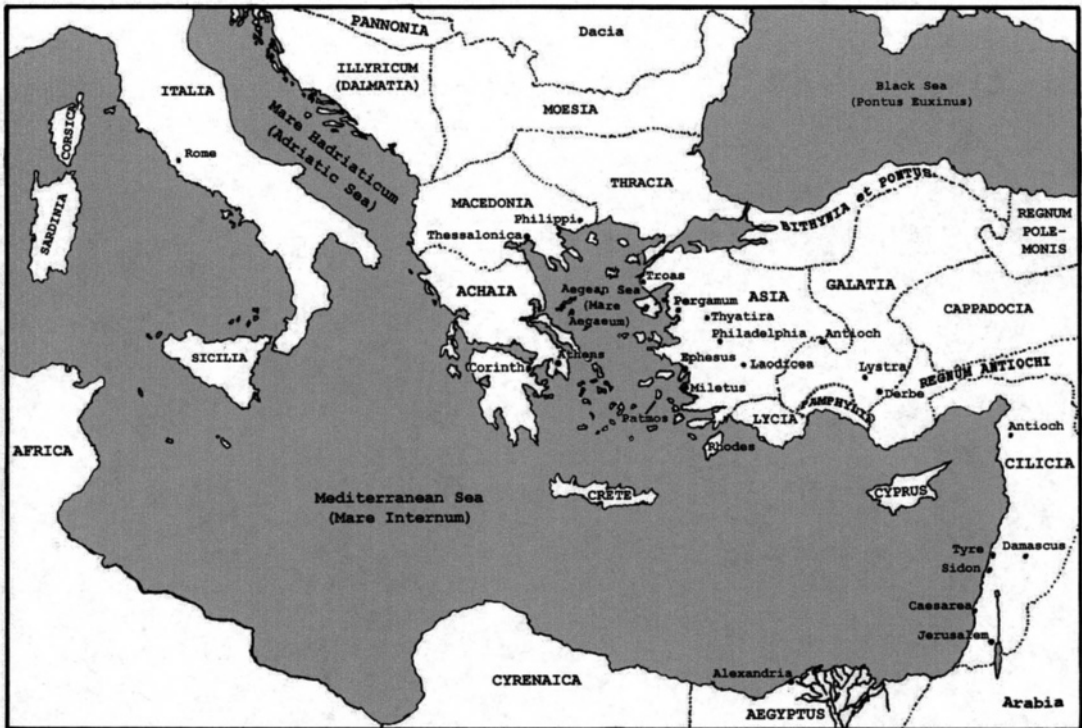 PANNONIA
Dacia
ILLYRICUM
(DALMATIA)
ITALIA
Black Sea
(Pontus Euxinus)
MOESIA
CORSICA
Mare Hadriaticum
(Adriatic Sea)
Rome
THRACIA
BITHYNIA et PONTUS
SARDINIA
MACEDONIA
Philippi
Thessalonica
REGNUM
POLE-
MONIS
Troas
ACHAIA
Aegean Sea
(Mare
Aegaeum)
Pergamum
ASIA
GALATIA
Thyatira
CAPPADOCIA
Philadelphia
Antioch
SICILIA
Athens
Corinth
Ephesus
Laodicea
Lystra
REGNUM ANTIOCHI
Miletus
Derbe
PAMPHYLIA
Patmos
LYCIA
Rhodes
Antioch
AFRICA
CILICIA
Mediterranean Sea
(Mare Internum)
CRETE
CYPRUS
Tyre
Damascus
Sidon
Caesarea
Jerusalem
Alexandria
CYRENAICA
AEGYPTUS
Arabia